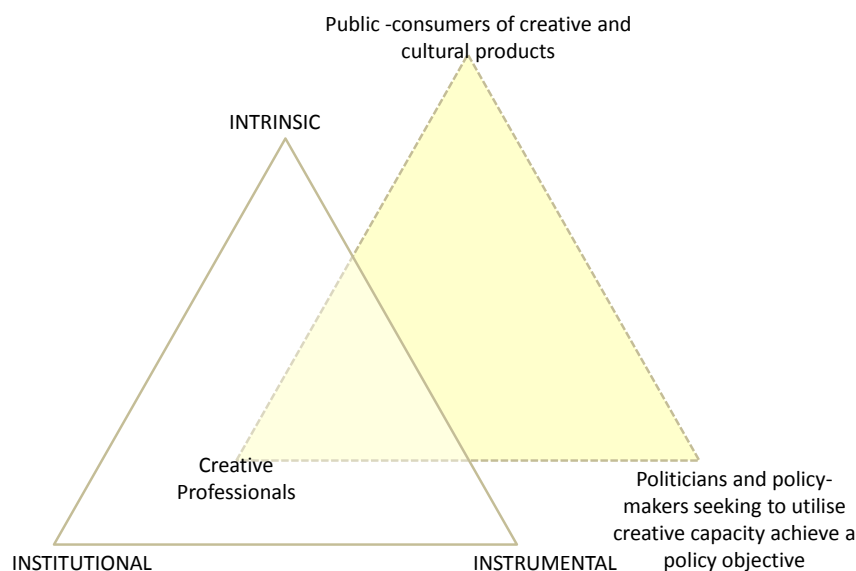 Public -consumers of creative and
cultural products
INTRINSIC
Creative
Professionals
Politicians and policy-
makers seeking to utilise
creative capacity achieve a
policy objective
INSTITUTIONAL
INSTRUMENTAL